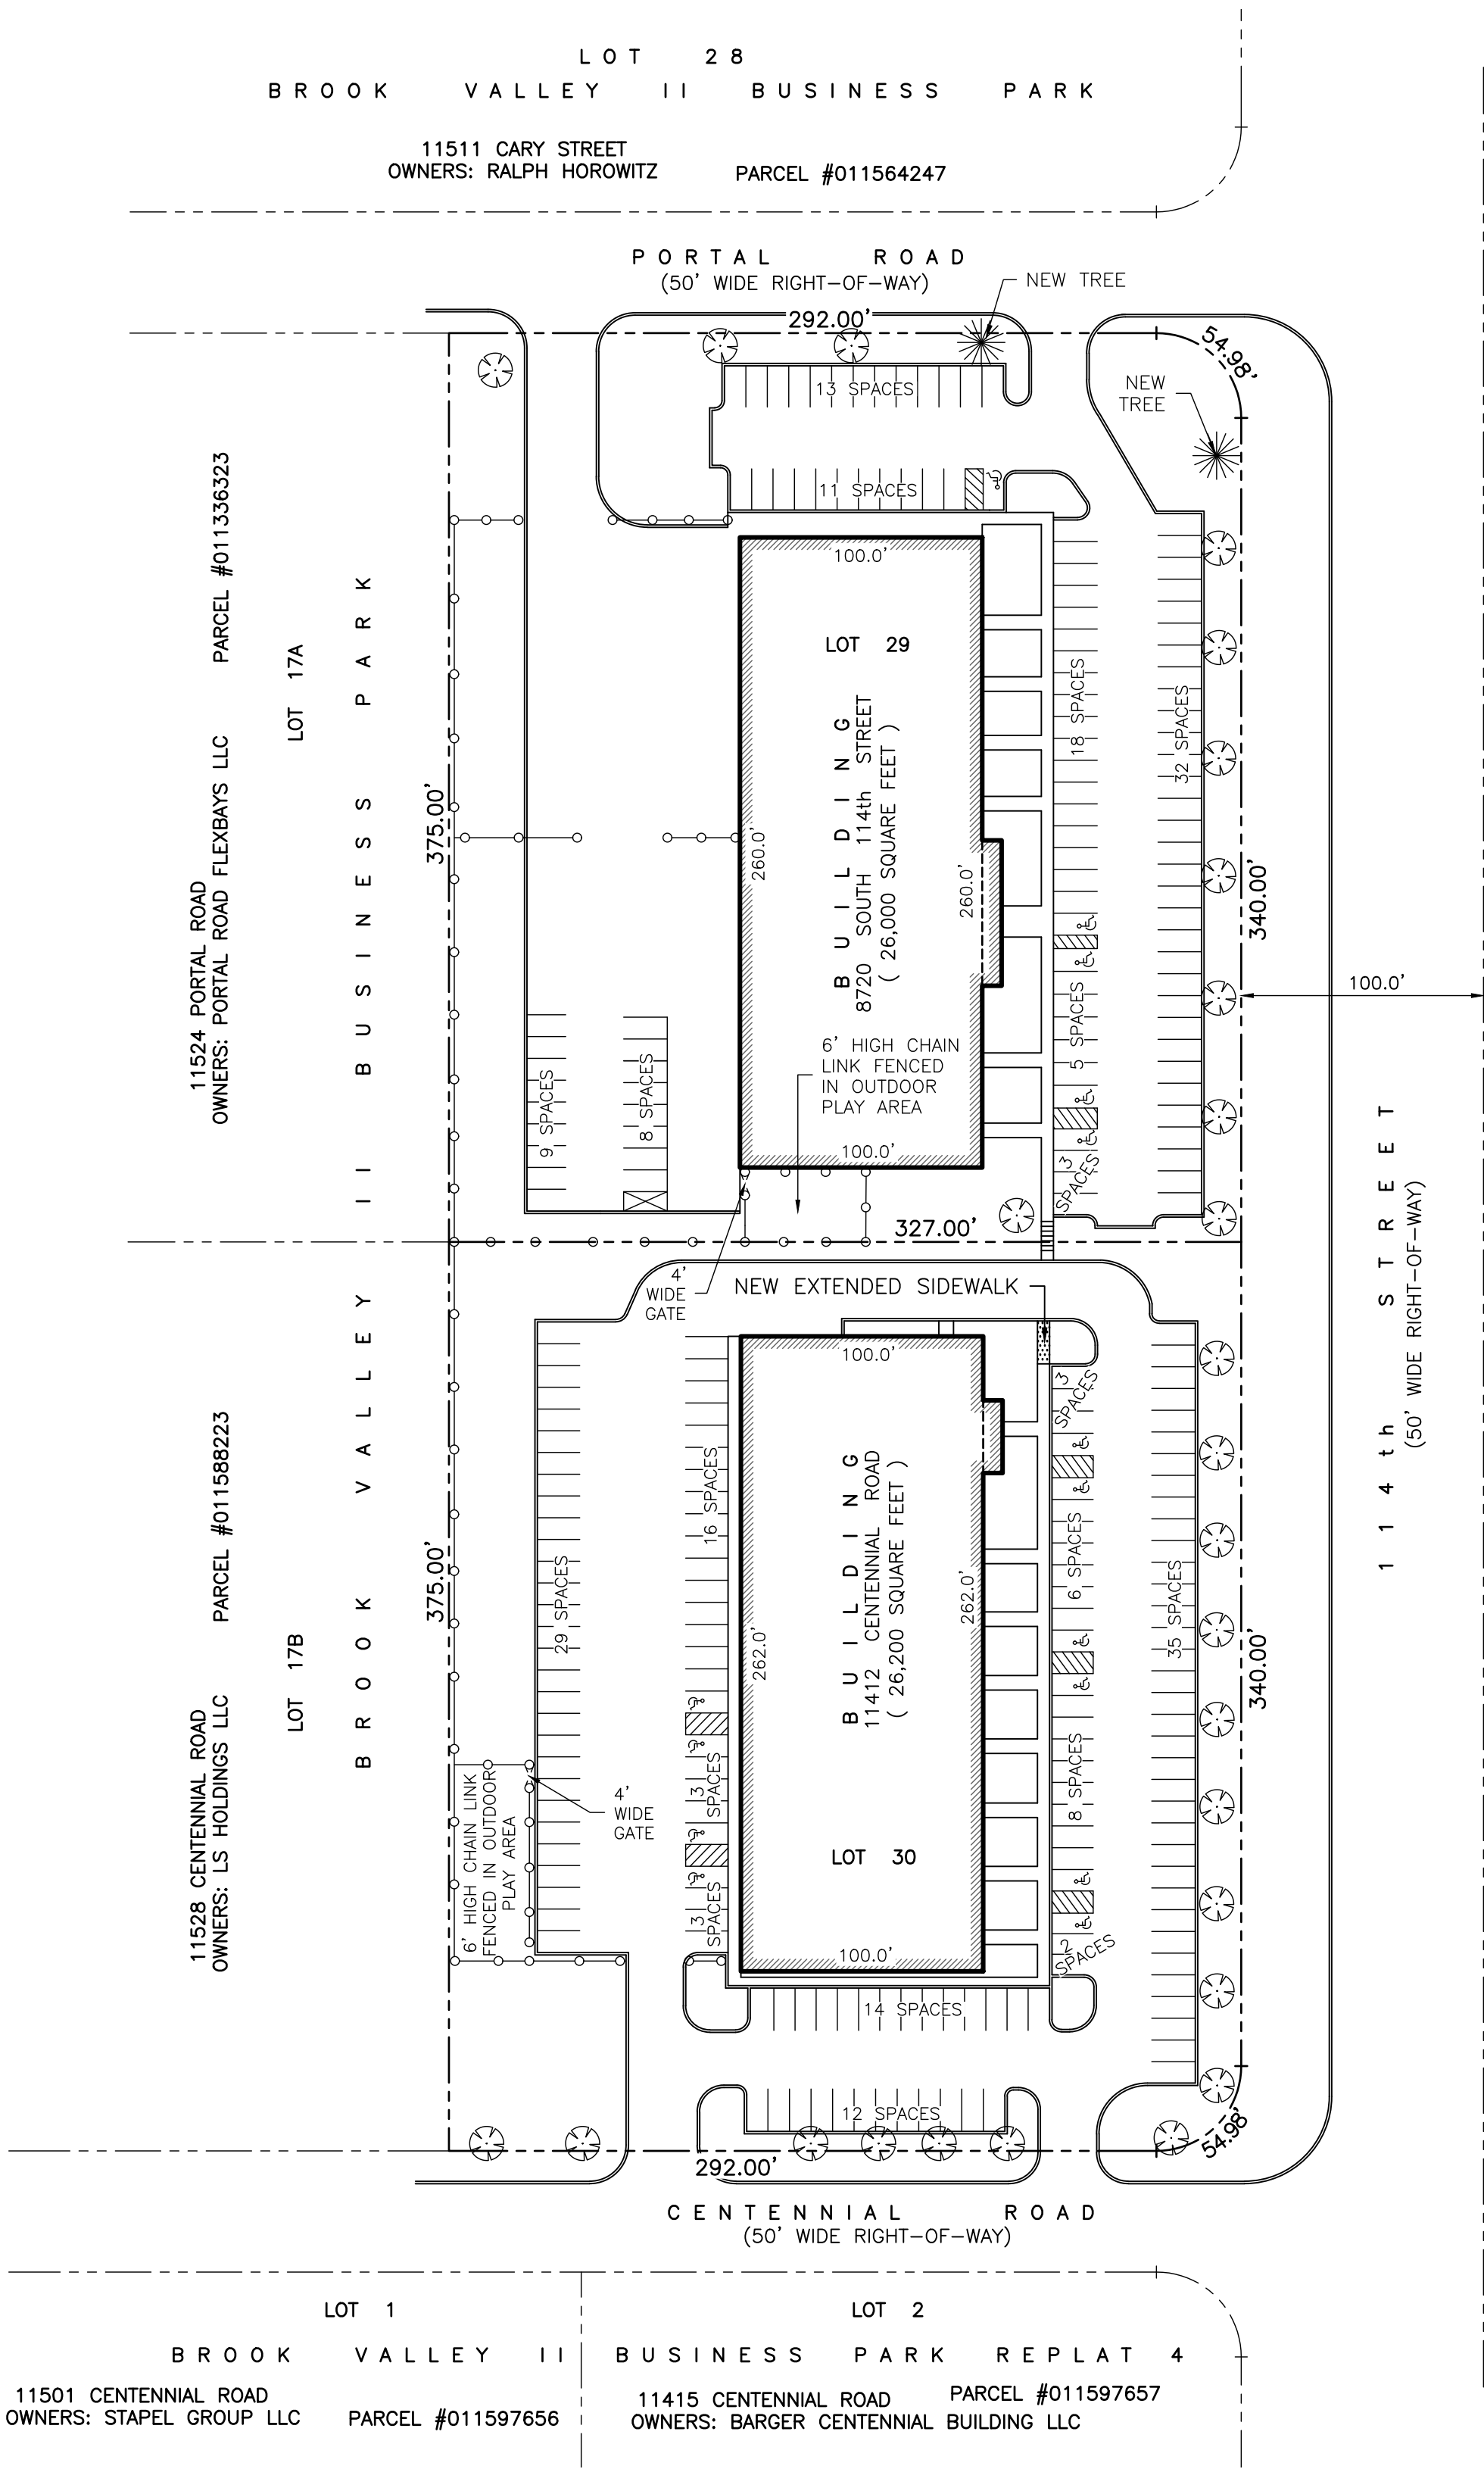 LOT 28
BROOK VALLEY II BUSINESS PARK
11511 CARY STREET
OWNERS: RALPH HOROWITZ
PARCEL #011564247
PORTAL ROAD
(50' WIDE RIGHT-OF-WAY)
NEW TREE
292.00'
54.98'
13 SPACES
NEW
TREE
11 SPACES
100.0'
LOT 29
BUILDING
8720 SOUTH 114th STREET
( 26,000 SQUARE FEET )
260.0'
260.0'
18 SPACES
32 SPACES
375.00'
340.00'
100.0'
11524 PORTAL ROAD
OWNERS: PORTAL ROAD FLEXBAYS LLC
PARCEL #011336323
LOT 17A
BROOK VALLEY II BUSINESS PARK
9 SPACES
8 SPACES
6' HIGH CHAIN
LINK FENCED
IN OUTDOOR
PLAY AREA
5 SPACES
3
SPACES
100.0'
327.00'
4'
WIDE
GATE
NEW EXTENDED SIDEWALK
114th STREET
(50' WIDE RIGHT-OF-WAY)
100.0'
3
SPACES
16 SPACES
29 SPACES
BUILDING
11412 CENTENNIAL ROAD
( 26,200 SQUARE FEET )
262.0'
262.0'
6 SPACES
35 SPACES
375.00'
340.00'
11528 CENTENNIAL ROAD
OWNERS: LS HOLDINGS LLC
PARCEL #011588223
LOT 17B
6' HIGH CHAIN LINK
FENCED IN OUTDOOR
PLAY AREA
4'
WIDE
GATE
3
SPACES
8 SPACES
LOT 30
3
SPACES
2
SPACES
100.0'
14 SPACES
12 SPACES
292.00'
54.98'
CENTENNIAL ROAD
(50' WIDE RIGHT-OF-WAY)
LOT 1
LOT 2
BROOK VALLEY II BUSINESS PARK REPLAT 4
11501 CENTENNIAL ROAD
OWNERS: STAPEL GROUP LLC
PARCEL #011597656
11415 CENTENNIAL ROAD
PARCEL #011597657
OWNERS: BARGER CENTENNIAL BUILDING LLC